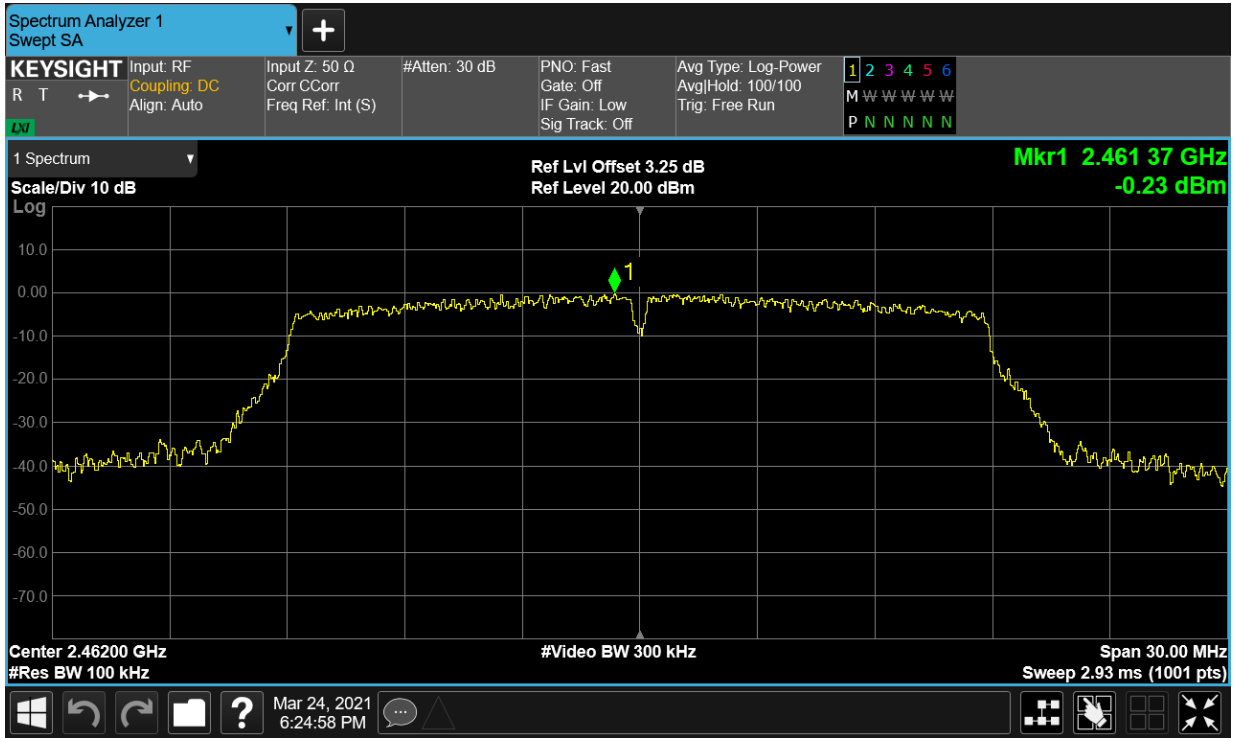 Spectrum Analyzer 1
Swept SA
KEYSIGHT
R T
LXI
Input: RF
Coupling: DC
Align: Auto
Input Z: 50 Ω
Corr CCorr
Freq Ref: Int (S)
#Atten: 30 dB
PNO: Fast
Gate: Off
IF Gain: Low
Sig Track: Off
Avg Type: Log-Power
Avg|Hold: 100/100
Trig: Free Run
1 2 3 4 5 6
M W W W W W
P N N N N N
1 Spectrum
Scale/Div 10 dB
Log
Ref Lvl Offset 3.25 dB
Ref Level 20.00 dBm
Mkr1 2.461 37 GHz
-0.23 dBm
10.0
0.00
-10.0
-20.0
-30.0
-40.0
-50.0
-60.0
-70.0
1
Center 2.46200 GHz
#Res BW 100 kHz
#Video BW 300 kHz
Span 30.00 MHz
Sweep 2.93 ms (1001 pts)
?
Mar 24, 2021
6:24:58 PM